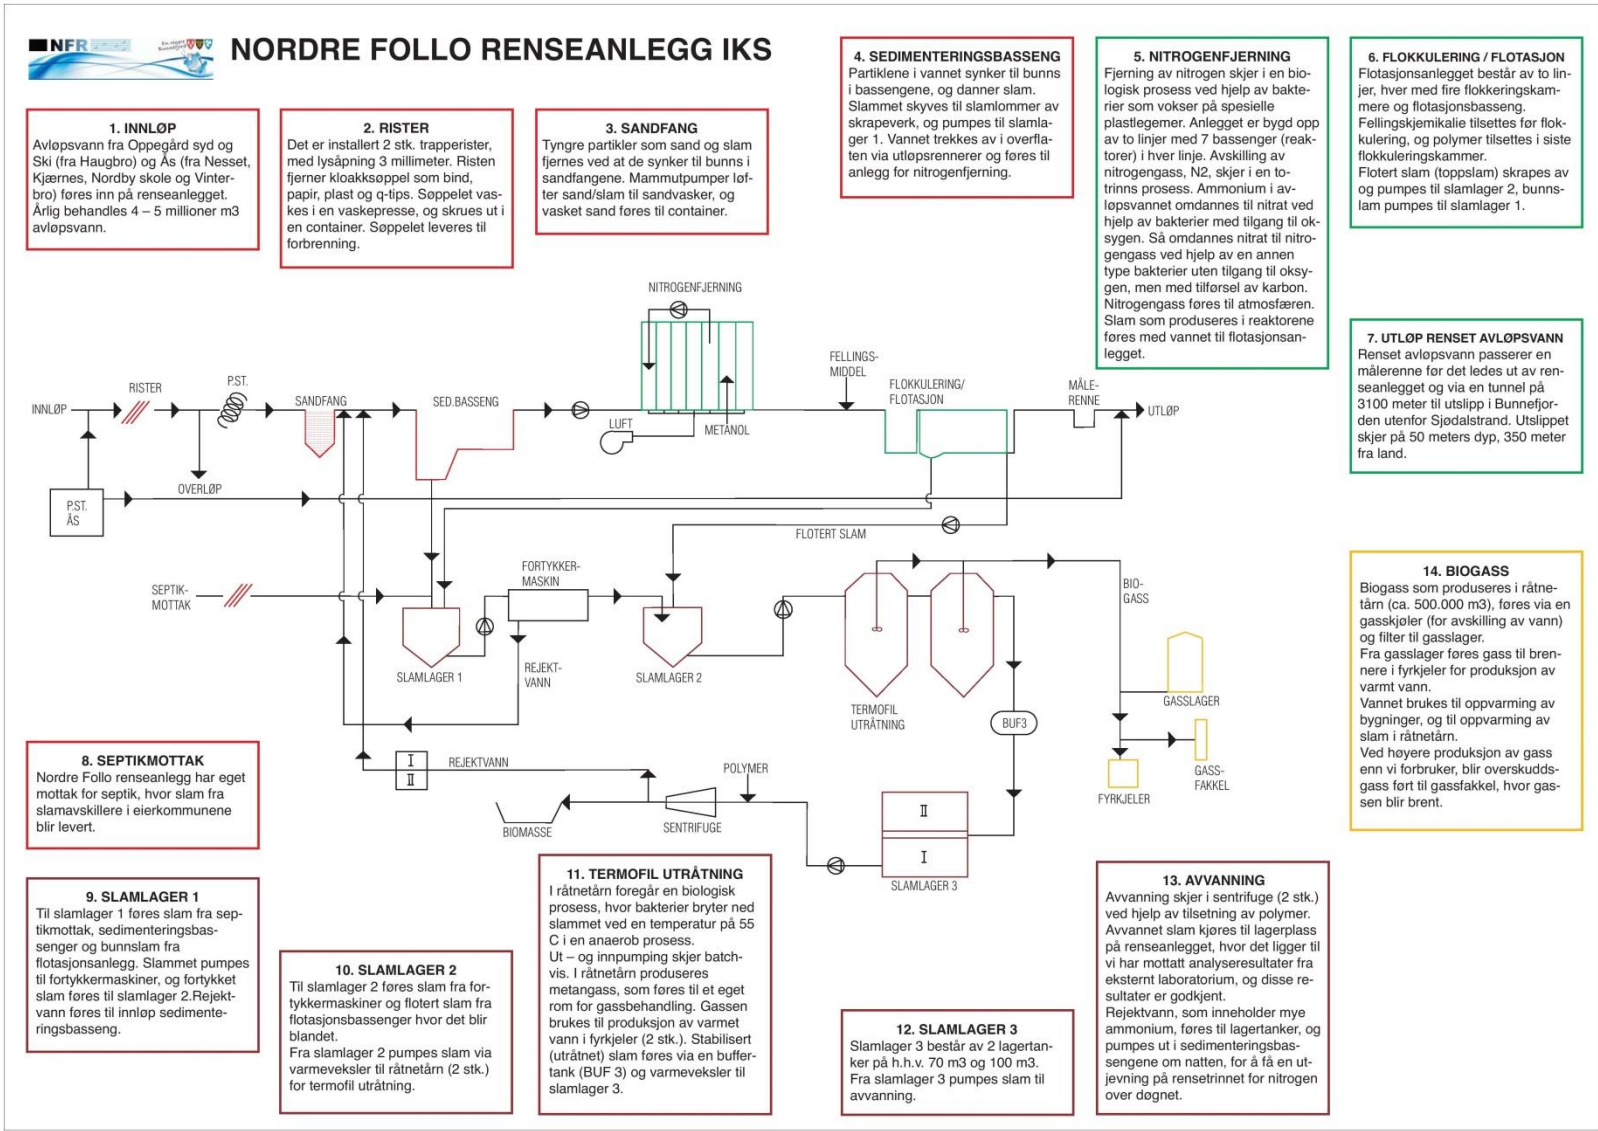 NFR
NORDRE FOLLO RENSEANLEGG IKS
1. INNLØP
Avløpsvann fra Oppegård syd og
Ski (fra Haugbro) og Ås (fra Nesset,
Kjærnes, Nordby skole og Vinter-
bro) føres inn på renseanlegget.
Årlig behandles 4 – 5 millioner m3
avløpsvann.
2. RISTER
Det er installert 2 stk. trapperister,
med lysåpning 3 millimeter. Risten
fjerner kloakksøppel som bind,
papir, plast og q-tips. Søppelet vas-
kes i en vaskepresse, og skrues ut i
en container. Søppelet leveres til
forbrenning.
3. SANDFANG
Tyngre partikler som sand og slam
fjernes ved at de synker til bunns i
sandfangene. Mammutpumper løf-
ter sand/slam til sandvasker, og
vasket sand føres til container.
4. SEDIMENTERINGSBASSENG
Partiklene i vannet synker til bunns
i bassengene, og danner slam.
Slammet skyves til slamlommer av
skrapeverk, og pumpes til slamla-
ger 1. Vannet trekkes av i overfla-
ten via utløpsrennerer og føres til
anlegg for nitrogenfjerning.
5. NITROGENFJERNING
Fjerning av nitrogen skjer i en bio-
logisk prosess ved hjelp av bakte-
rier som vokser på spesielle
plastlegemer. Anlegget er bygd opp
av to linjer med 7 bassenger (reak-
torer) i hver linje. Avskilling av
nitrogengass, N2, skjer i en to-
trinns prosess. Ammonium i av-
løpsvannet omdannes til nitrat ved
hjelp av bakterier med tilgang til ok-
sygen. Så omdannes nitrat til nitro-
gengass ved hjelp av en annen
type bakterier uten tilgang til oksy-
gen, men med tilførsel av karbon.
Nitrogengass føres til atmosfæren.
Slam som produseres i reaktorene
føres med vannet til flotasjonsan-
legget.
6. FLOKKULERING / FLOTASJON
Flotasjonsanlegget består av to lin-
jer, hver med fire flokkeringskam-
mere og flotasjonsbasseng.
Fellingskjemikalie tilsettes før flok-
kulering, og polymer tilsettes i siste
flokkuleringskammer.
Flotert slam (toppslam) skrapes av
og pumpes til slamlager 2, bunns-
lam pumpes til slamlager 1.
7. UTLØP RENSET AVLØPSVANN
Renset avløpsvann passerer en
målerenne før det ledes ut av ren-
seanlegget og via en tunnel på
3100 meter til utslipp i Bunnefjor-
den utenfor Sjødalstrand. Utslippet
skjer på 50 meters dyp, 350 meter
fra land.
NITROGENFJERNING
INNLØP
RISTER
P.ST.
SANDFANG
SED.BASSENG
LUFT
METANOL
FELLINGS-
MIDDEL
FLOKKULERING/
FLOTASJON
MÅLE-
RENNE
UTLØP
OVERLØP
P.ST.
ÅS
FLOTERT SLAM
SEPTIK-
MOTTAK
FORTYKKER-
MASKIN
SLAMLAGER 1
REJEKT-
VANN
SLAMLAGER 2
TERMOFIL
UTRÅTNING
BUF3
BIO-
GASS
GASSLAGER
GASS-
FAKKEL
FYRKJELER
I
II
REJEKTVANN
POLYMER
BIOMASSE
SENTRIFUGE
II
I
SLAMLAGER 3
14. BIOGASS
Biogass som produseres i råtne-
tårn (ca. 500.000 m3), føres via en
gasskjøler (for avskilling av vann)
og filter til gasslager.
Fra gasslager føres gass til bren-
nere i fyrkjeler for produksjon av
varmt vann.
Vannet brukes til oppvarming av
bygninger, og til oppvarming av
slam i råtnetårn.
Ved høyere produksjon av gass
enn vi forbruker, blir overskudds-
gass ført til gassfakkel, hvor gas-
sen blir brent.
8. SEPTIKMOTTAK
Nordre Follo renseanlegg har eget
mottak for septik, hvor slam fra
slamavskillere i eierkommunene
blir levert.
9. SLAMLAGER 1
Til slamlager 1 føres slam fra sep-
tikmottak, sedimenteringsbas-
senger og bunnslam fra
flotasjonsanlegg. Slammet pumpes
til fortykkermaskiner, og fortykket
slam føres til slamlager 2.Rejekt-
vann føres til innløp sedimente-
ringsbasseng.
10. SLAMLAGER 2
Til slamlager 2 føres slam fra for-
tykkermaskiner og flotert slam fra
flotasjonsbassenger hvor det blir
blandet.
Fra slamlager 2 pumpes slam via
varmeveksler til råtnetårn (2 stk.)
for termofil utråtning.
11. TERMOFIL UTRÅTNING
I råtnetårn foregår en biologisk
prosess, hvor bakterier bryter ned
slammet ved en temperatur på 55
C i en anaerob prosess.
Ut – og innpumping skjer batch-
vis. I råtnetårn produseres
metangass, som føres til et eget
rom for gassbehandling. Gassen
brukes til produksjon av varmet
vann i fyrkjeler (2 stk.). Stabilisert
(utråtnet) slam føres via en buffer-
tank (BUF 3) og varmeveksler til
slamlager 3.
12. SLAMLAGER 3
Slamlager 3 består av 2 lagertan-
ker på h.h.v. 70 m3 og 100 m3.
Fra slamlager 3 pumpes slam til
avvanning.
13. AVVANNING
Avvanning skjer i sentrifuge (2 stk.)
ved hjelp av tilsetning av polymer.
Avvannet slam kjøres til lagerplass
på renseanlegget, hvor det ligger til
vi har mottatt analyseresultater fra
eksternt laboratorium, og disse re-
sultater er godkjent.
Rejektvann, som inneholder mye
ammonium, føres til lagertanker, og
pumpes ut i sedimenteringsbas-
sengene om natten, for å få en ut-
jevning på rensetrinnet for nitrogen
over døgnet.